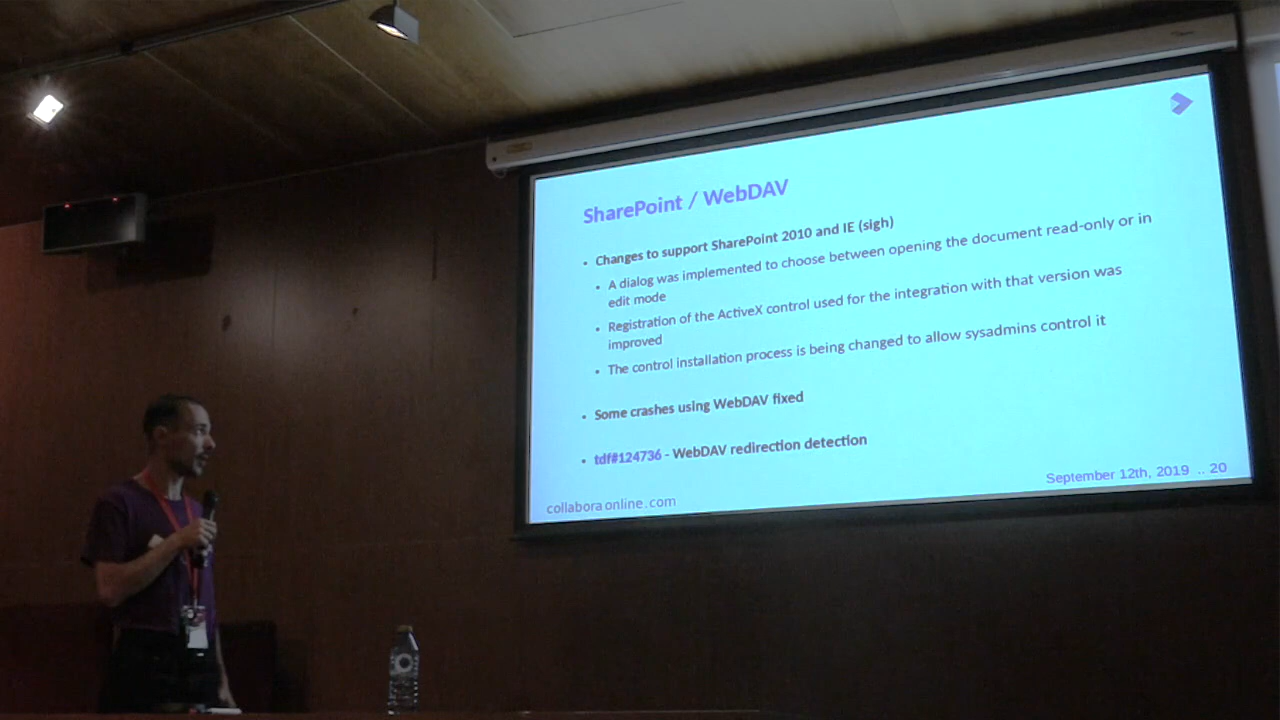 SharePoint / WebDAV
• Changes to support SharePoint 2010 and IE (sigh)
• A dialog was implemented to choose between opening the document read-only or in
edit mode
• Registration of the ActiveX control used for the integration with that version was
improved
• The control installation process is being changed to allow sysadmins control it
• Some crashes using WebDAV fixed
• tdf#124736 - WebDAV redirection detection
collabora online.com
September 12th, 2019 .. 20